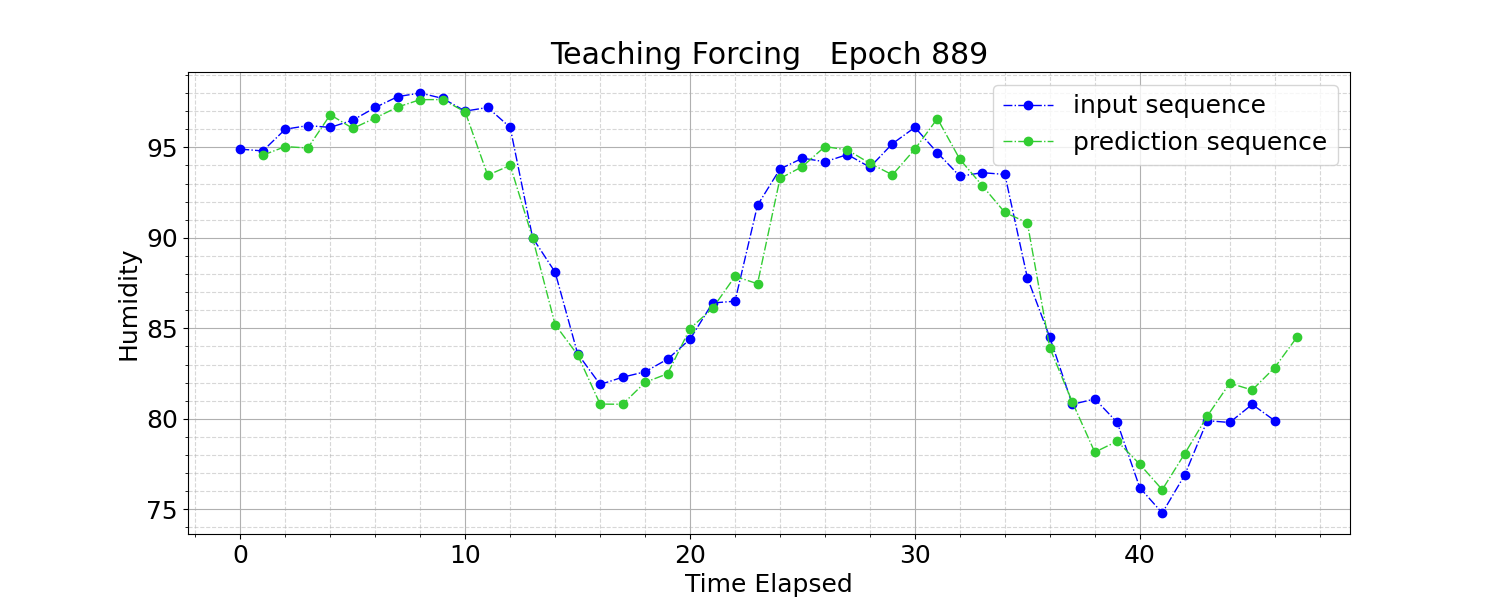 Teaching Forcing   Epoch 889
input sequence
prediction sequence
Humidity
95
90
85
80
75
0 10 20 30 40
Time Elapsed